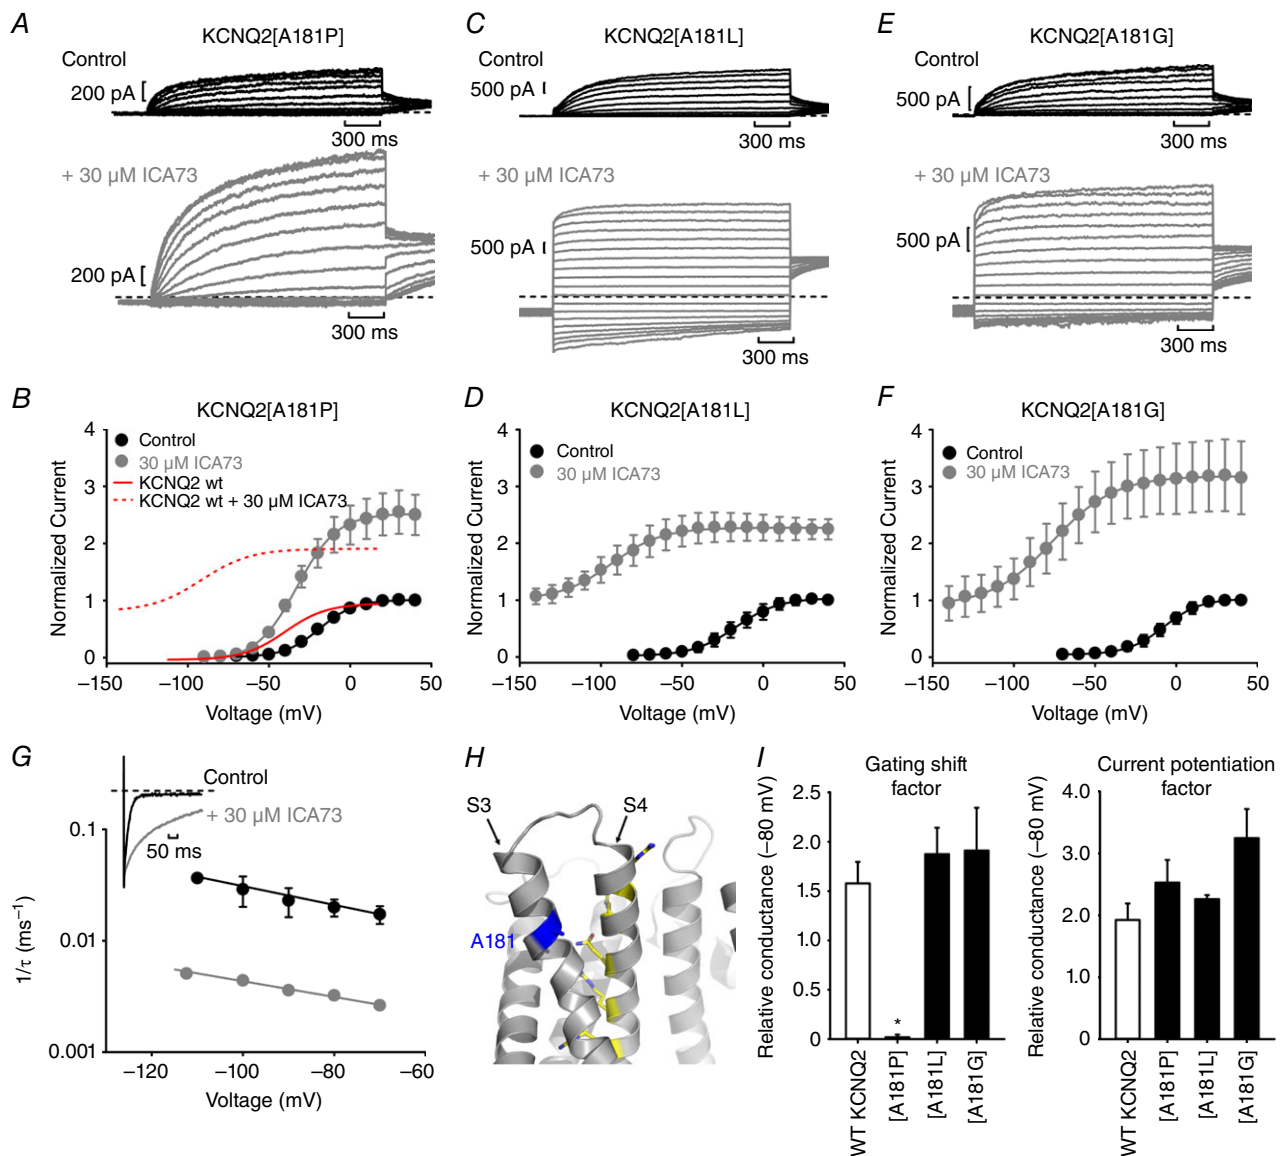 A
KCNQ2[A181P]
Control
200 pA
300 ms
+ 30 µM ICA73
200 pA
300 ms
C
KCNQ2[A181L]
Control
500 pA
300 ms
+ 30 µM ICA73
500 pA
300 ms
E
KCNQ2[A181G]
Control
500 pA
300 ms
+ 30 µM ICA73
500 pA
300 ms
B
KCNQ2[A181P]
Control
30 µM ICA73
KCNQ2 wt
KCNQ2 wt + 30 µM ICA73
Normalized Current
4
3
2
1
0
–150
–100
–50
0
50
Voltage (mV)
D
KCNQ2[A181L]
Control
30 µM ICA73
Normalized Current
4
3
2
1
0
–150
–100
–50
0
50
Voltage (mV)
F
KCNQ2[A181G]
Control
30 µM ICA73
Normalized Current
4
3
2
1
0
–150
–100
–50
0
50
Voltage (mV)
G
Control
+ 30 µM ICA73
50 ms
1/τ (ms⁻¹)
0.1
0.01
0.001
–120
–100
–80
–60
Voltage (mV)
H
S3
S4
A181
I
Gating shift
factor
Relative conductance (–80 mV)
2.5
2.0
1.5
1.0
0.5
0
*
WT KCNQ2
[A181P]
[A181L]
[A181G]
Current potentiation
factor
Relative conductance (–80 mV)
4.0
3.0
2.0
1.0
0
WT KCNQ2
[A181P]
[A181L]
[A181G]